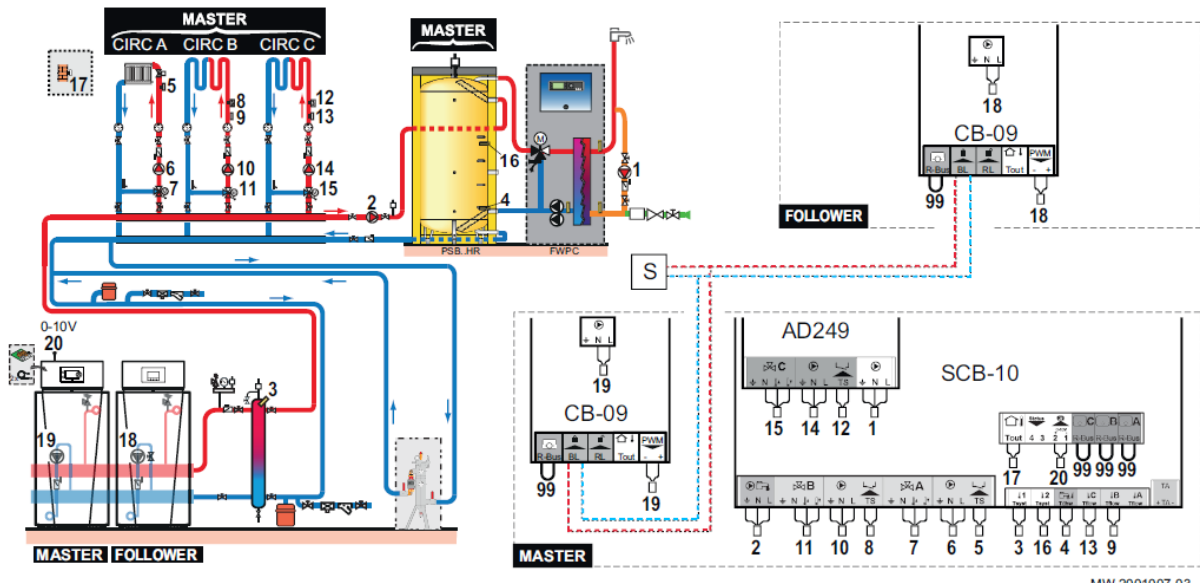 MASTER
CIRC A CIRC B CIRC C
17
5
8
9
12
13
6
10
14
7
11
15
2
MASTER
16
4
PSB..HR
M
FWPC
1
0-10V
20
19
18
3
MASTER FOLLOWER
N L
18
CB-09
R-Bus BL RL Tout PWM
- +
99
18
FOLLOWER
S
N L
19
CB-09
R-Bus BL RL Tout PWM
- +
99
19
MASTER
AD249
C
N N L TS N L
15 14 12 1
SCB-10
Status C B A
Tout 4 3 2 1 R-Bus R-Bus R-Bus
17 20 99 99 99
B A
N L N N L TS N N L TS
TA
2 11 10 8 7 6 5
3 16 4 13 9